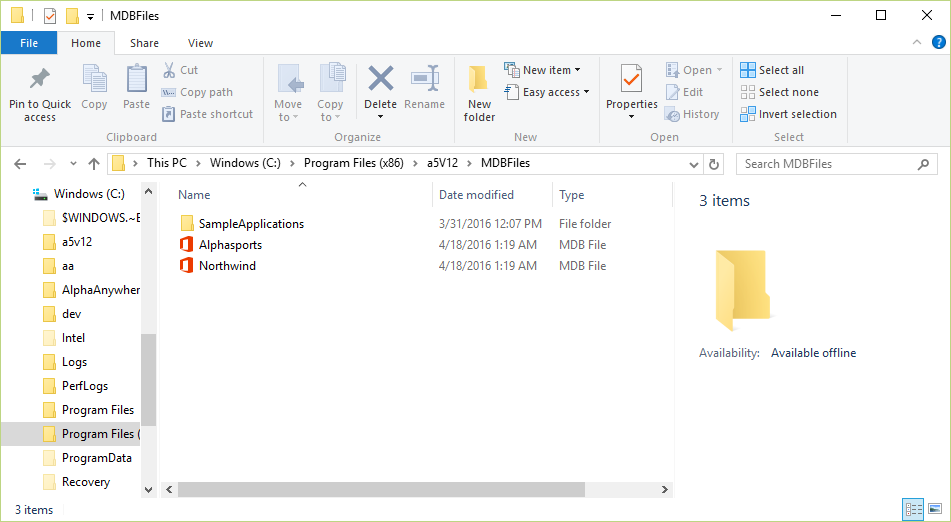 MDBFiles
File Home Share View
Pin to Quick access
Copy
Paste
Cut
Copy path
Paste shortcut
Clipboard
Move to
Copy to
Delete
Rename
Organize
New folder
New item
Easy access
New
Properties
Open
Edit
History
Open
Select all
Select none
Invert selection
Select
This PC > Windows (C:) > Program Files (x86) > a5V12 > MDBFiles
Search MDBFiles
Windows (C:)
$WINDOWS.~E
a5v12
aa
AlphaAnywher
dev
Intel
Logs
PerfLogs
Program Files
Program Files (
ProgramData
Recovery
Name Date modified Type
SampleApplications 3/31/2016 12:07 PM File folder
Alphasports 4/18/2016 1:19 AM MDB File
Northwind 4/18/2016 1:19 AM MDB File
3 items
Availability: Available offline
3 items